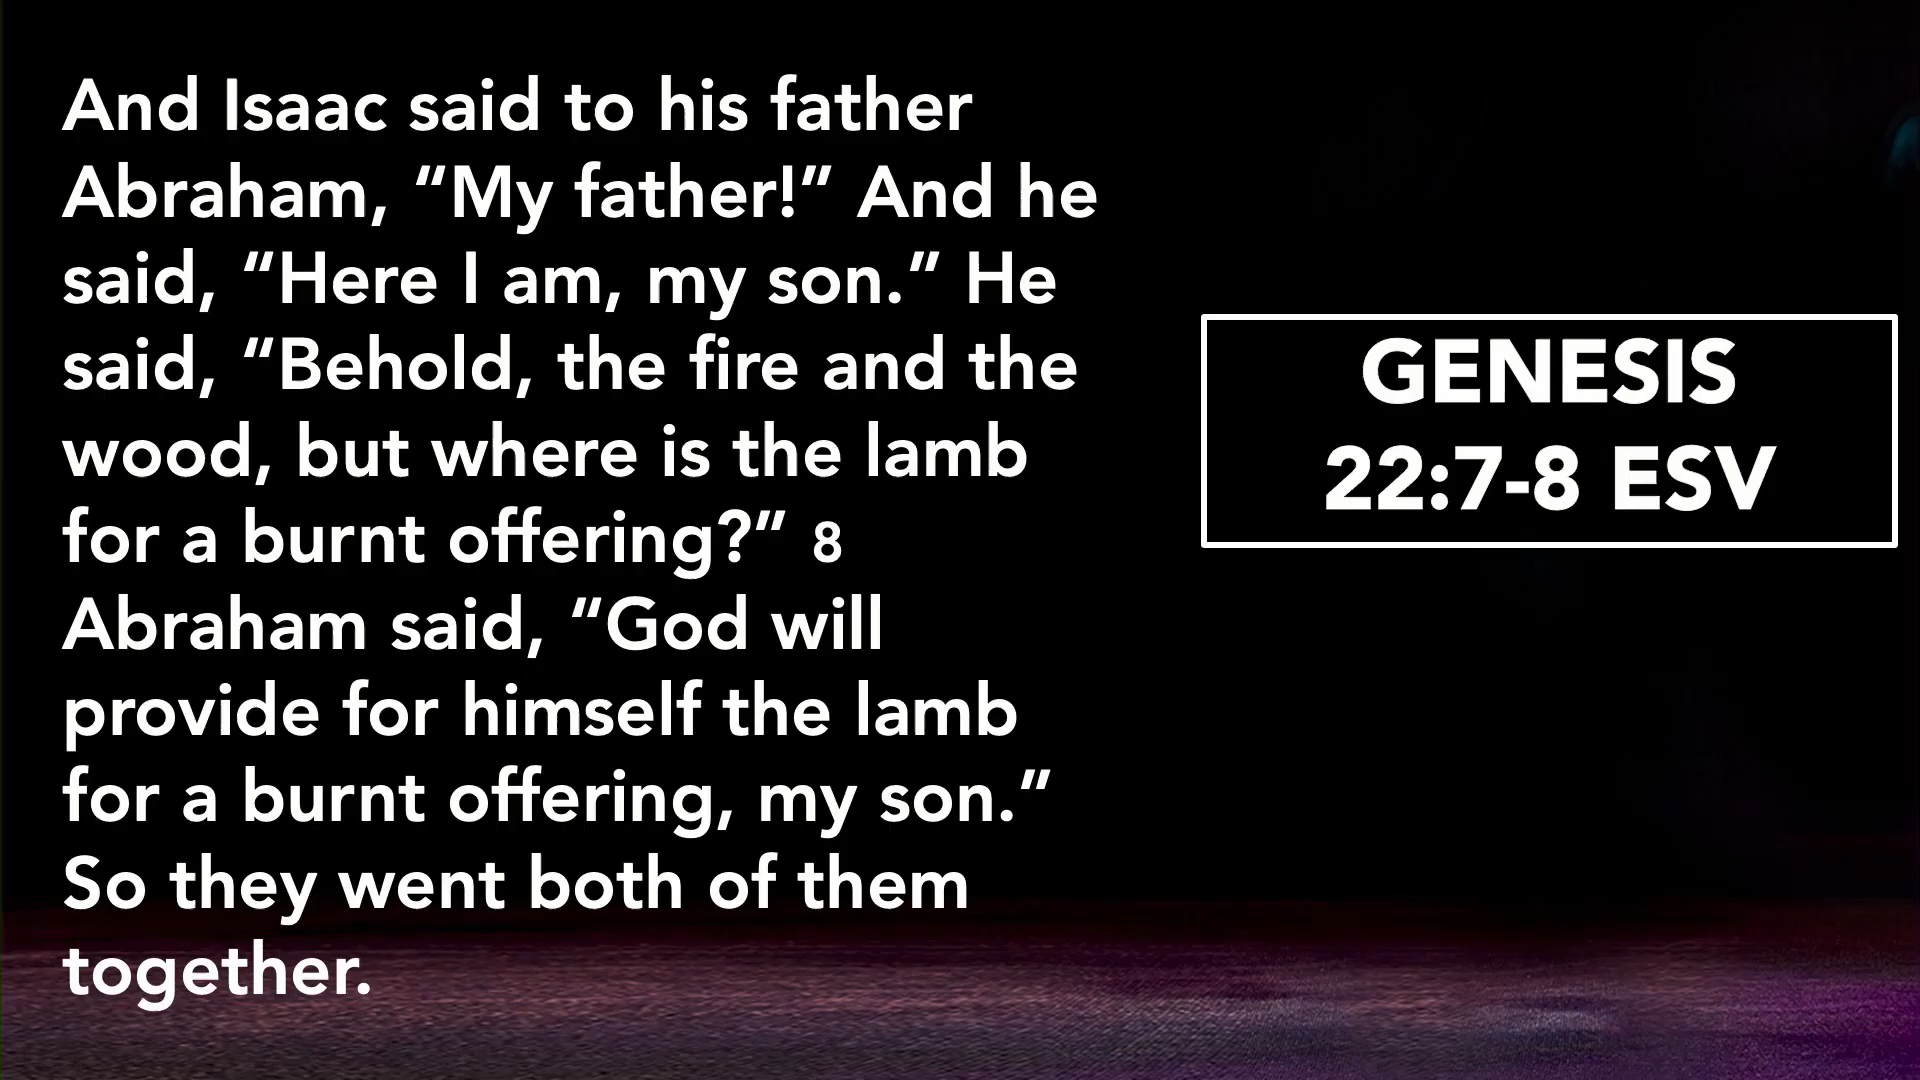 And Isaac said to his father
Abraham, “My father!” And he
said, “Here I am, my son.” He
said, “Behold, the fire and the
wood, but where is the lamb
for a burnt offering?” 8
Abraham said, “God will
provide for himself the lamb
for a burnt offering, my son.”
So they went both of them
together.
GENESIS
22:7-8 ESV